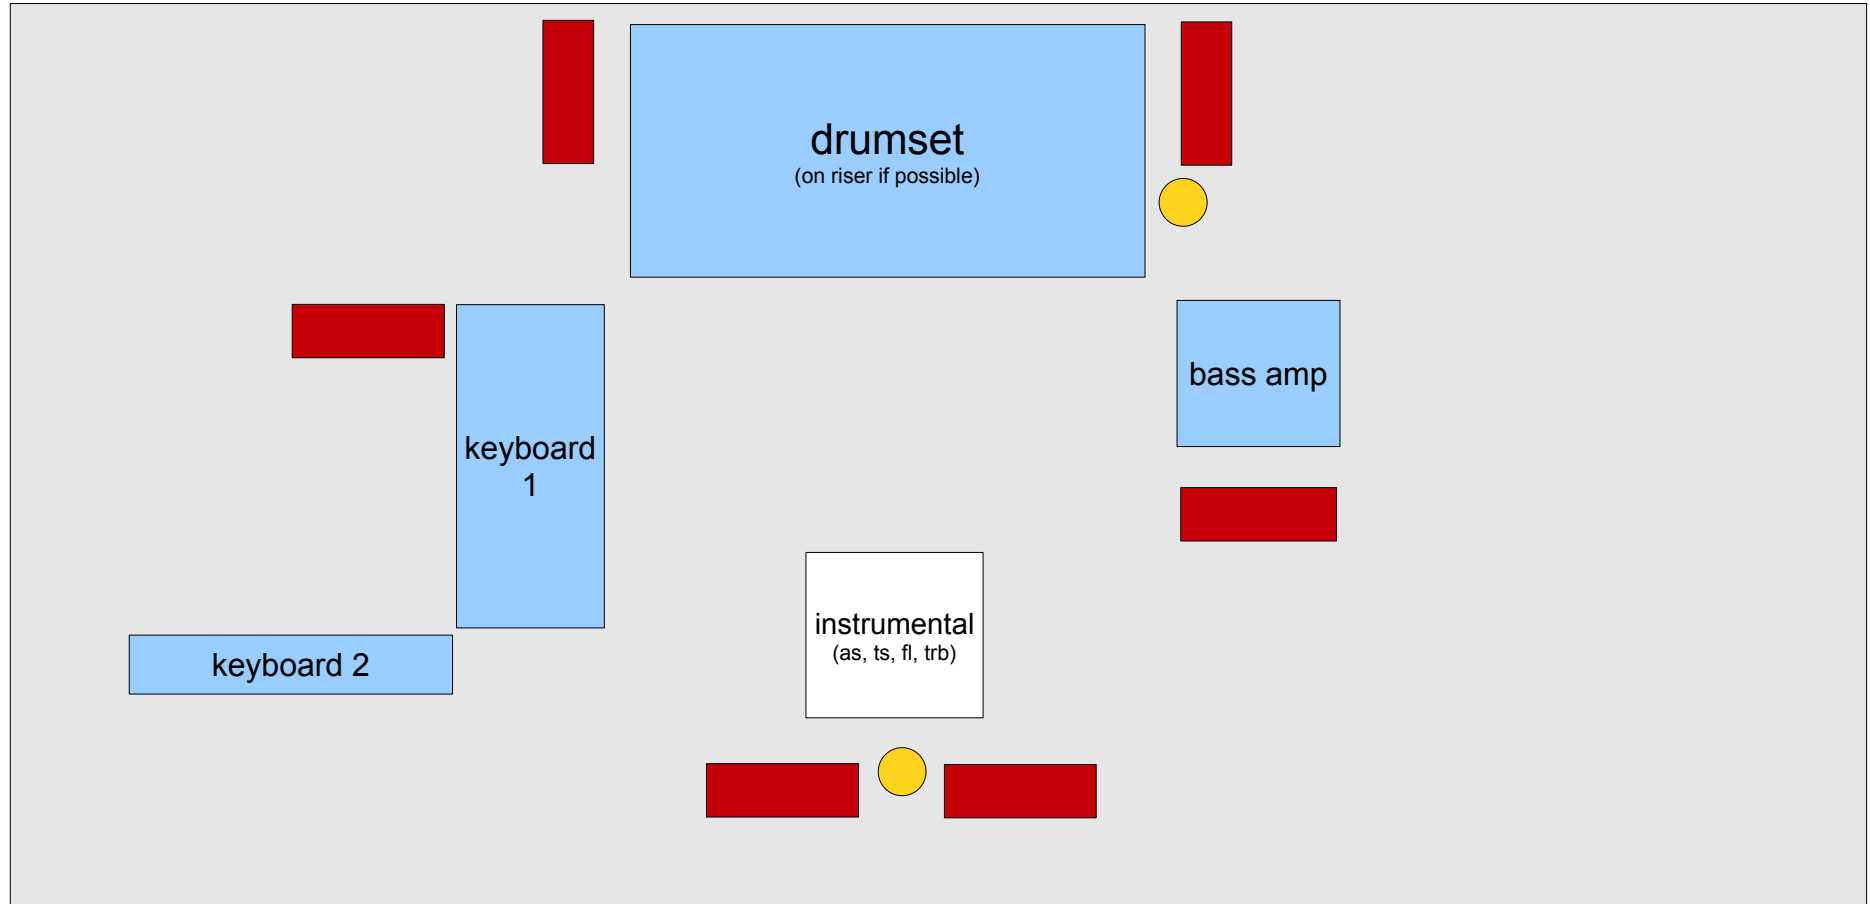 drumset
(on riser if possible)
bass amp
keyboard
1
instrumental
(as, ts, fl, trb)
keyboard 2